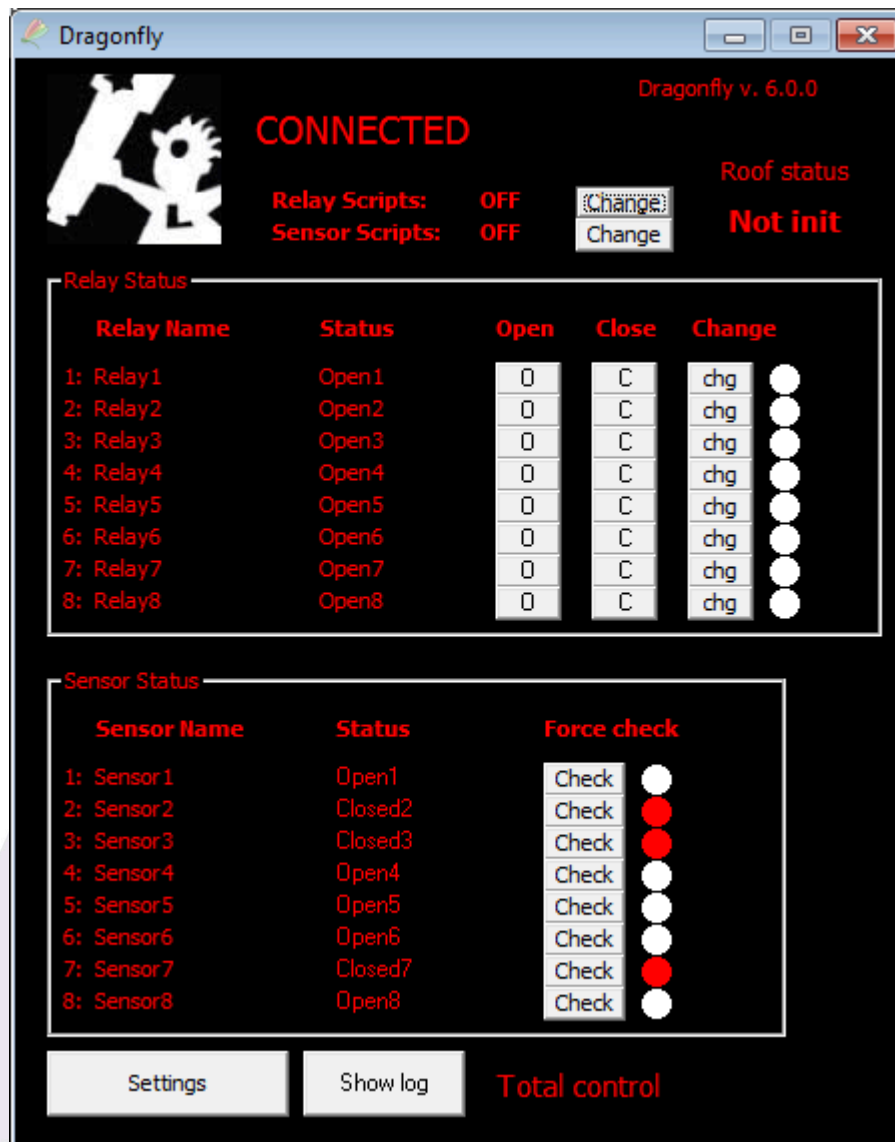 Dragonfly
Dragonfly v. 6.0.0
CONNECTED
Roof status
Relay Scripts: OFF Change
Not init
Sensor Scripts: OFF Change
L
Relay Status
Relay Name Status Open Close Change
1: Relay1 Open1 O C chg
2: Relay2 Open2 O C chg
3: Relay3 Open3 O C chg
4: Relay4 Open4 O C chg
5: Relay5 Open5 O C chg
6: Relay6 Open6 O C chg
7: Relay7 Open7 O C chg
8: Relay8 Open8 O C chg
Sensor Status
Sensor Name Status Force check
1: Sensor1 Open1 Check
2: Sensor2 Closed2 Check
3: Sensor3 Closed3 Check
4: Sensor4 Open4 Check
5: Sensor5 Open5 Check
6: Sensor6 Open6 Check
7: Sensor7 Closed7 Check
8: Sensor8 Open8 Check
Settings Show log Total control